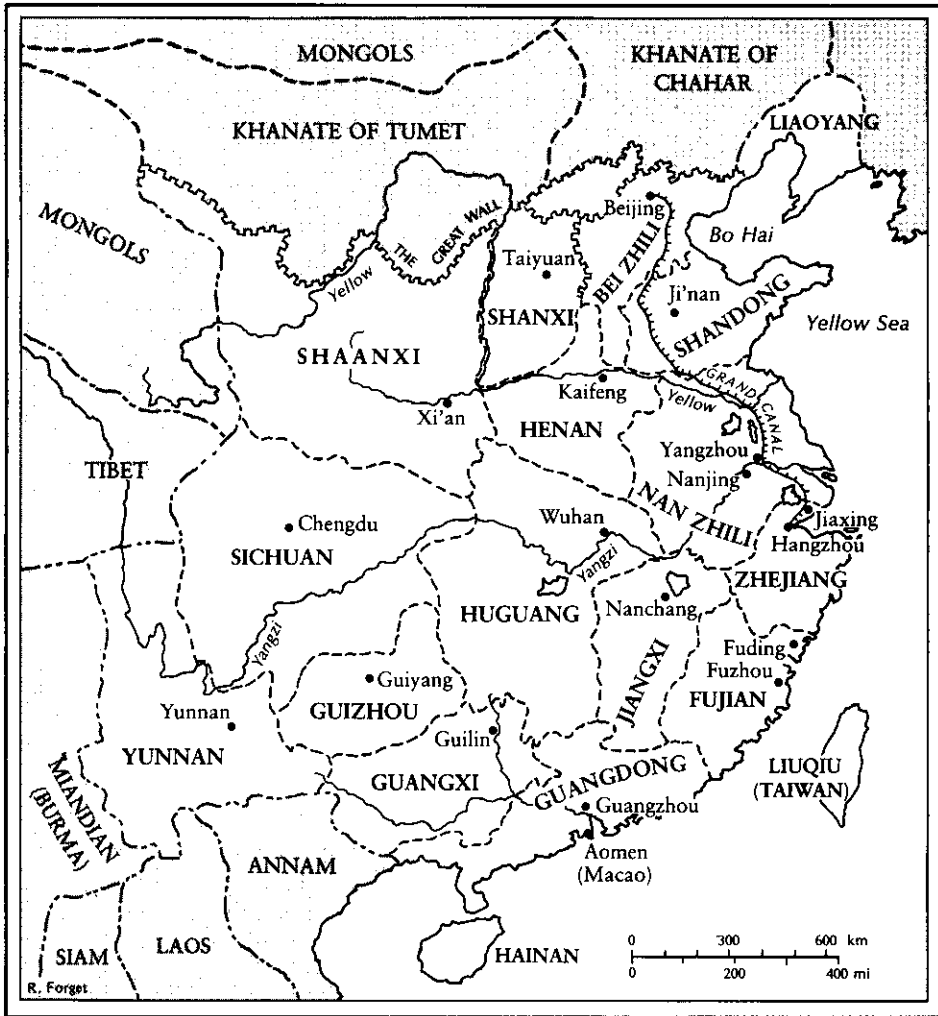 MONGOLS
KHANATE OF
CHAHAR
KHANATE OF TUMET
LIAOYANG
MONGOLS
THE GREAT WALL
Beijing
Bo Hai
BEI ZHILI
Yellow
Taiyuan
Ji'nan
SHANXI
SHANDONG
Yellow Sea
SHAANXI
Kaifeng
GRAND CANAL
Yellow
Xi'an
HENAN
Yangzhou
TIBET
Nanjing
NAN ZHILI
Chengdu
Wuhan
Jiaxing
Hangzhou
SICHUAN
Yangzi
ZHEJIANG
HUGUANG
Nanchang
Yangzi
Fuding
Fuzhou
JIANGXI
Guiyang
FUJIAN
GUIZHOU
Yunnan
Guilin
YUNNAN
GUANGXI
GUANGDONG
LIUQIU
(TAIWAN)
MIANDIAN
(BURMA)
Guangzhou
ANNAM
Aomen
(Macao)
SIAM
LAOS
HAINAN
0 300 600 km
0 200 400 mi
R. Forget